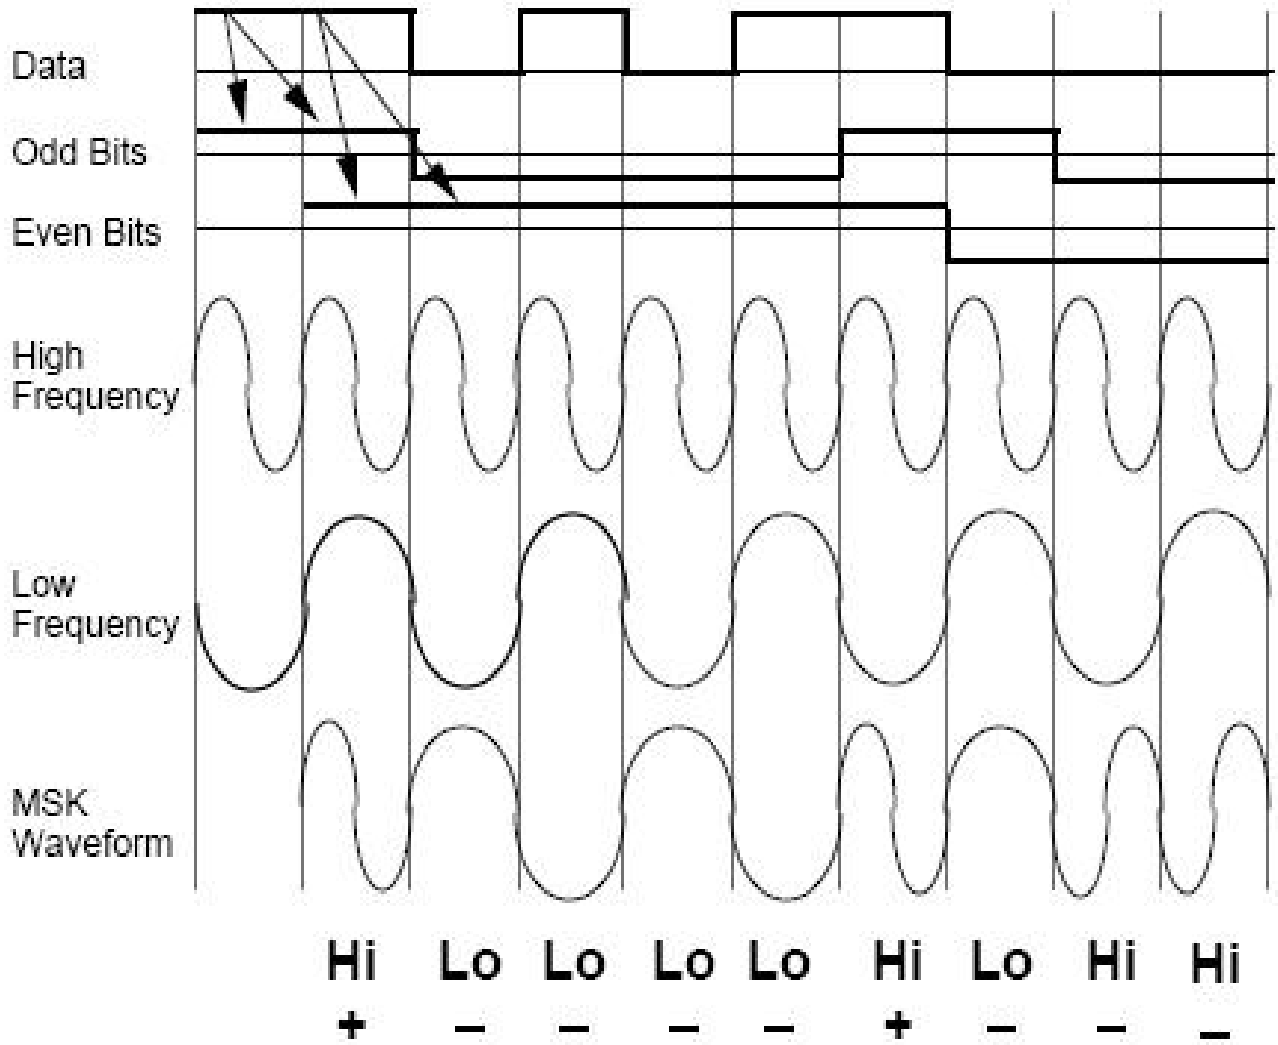 Data
Odd Bits
Even Bits
High
Frequency
Low
Frequency
MSK
Waveform
Hi Lo Lo Lo Lo Hi Lo Hi Hi
+ – – – – + – – –